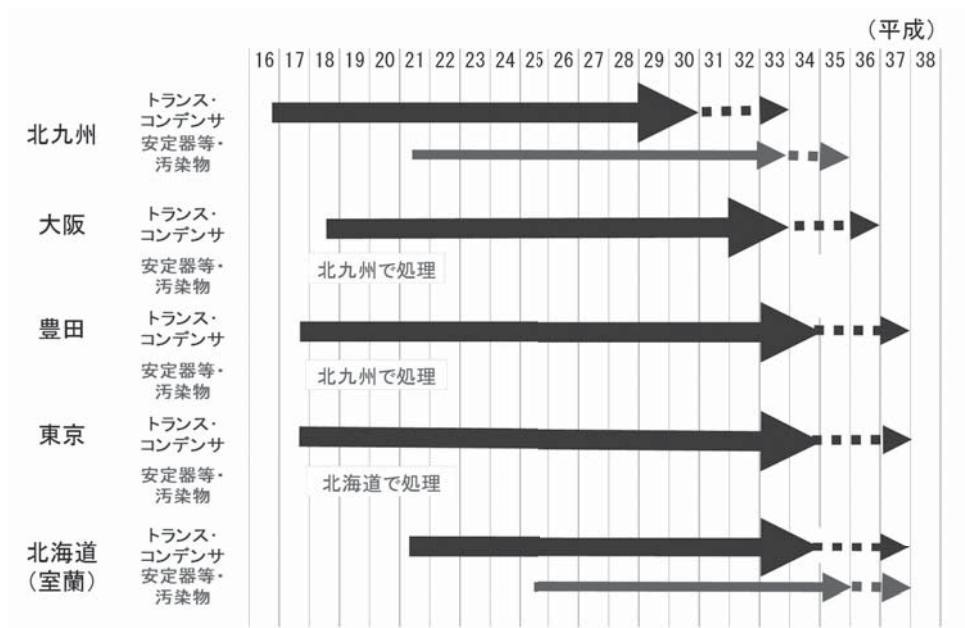 (平成)
16 17 18 19 20 21 22 23 24 25 26 27 28 29 30 31 32 33 34 35 36 37 38
北九州
トランス・
コンデンサ
安定器等・
汚染物
大阪
トランス・
コンデンサ
安定器等・
汚染物
北九州で処理
豊田
トランス・
コンデンサ
安定器等・
汚染物
北九州で処理
東京
トランス・
コンデンサ
安定器等・
汚染物
北海道で処理
北海道
(室蘭)
トランス・
コンデンサ
安定器等・
汚染物